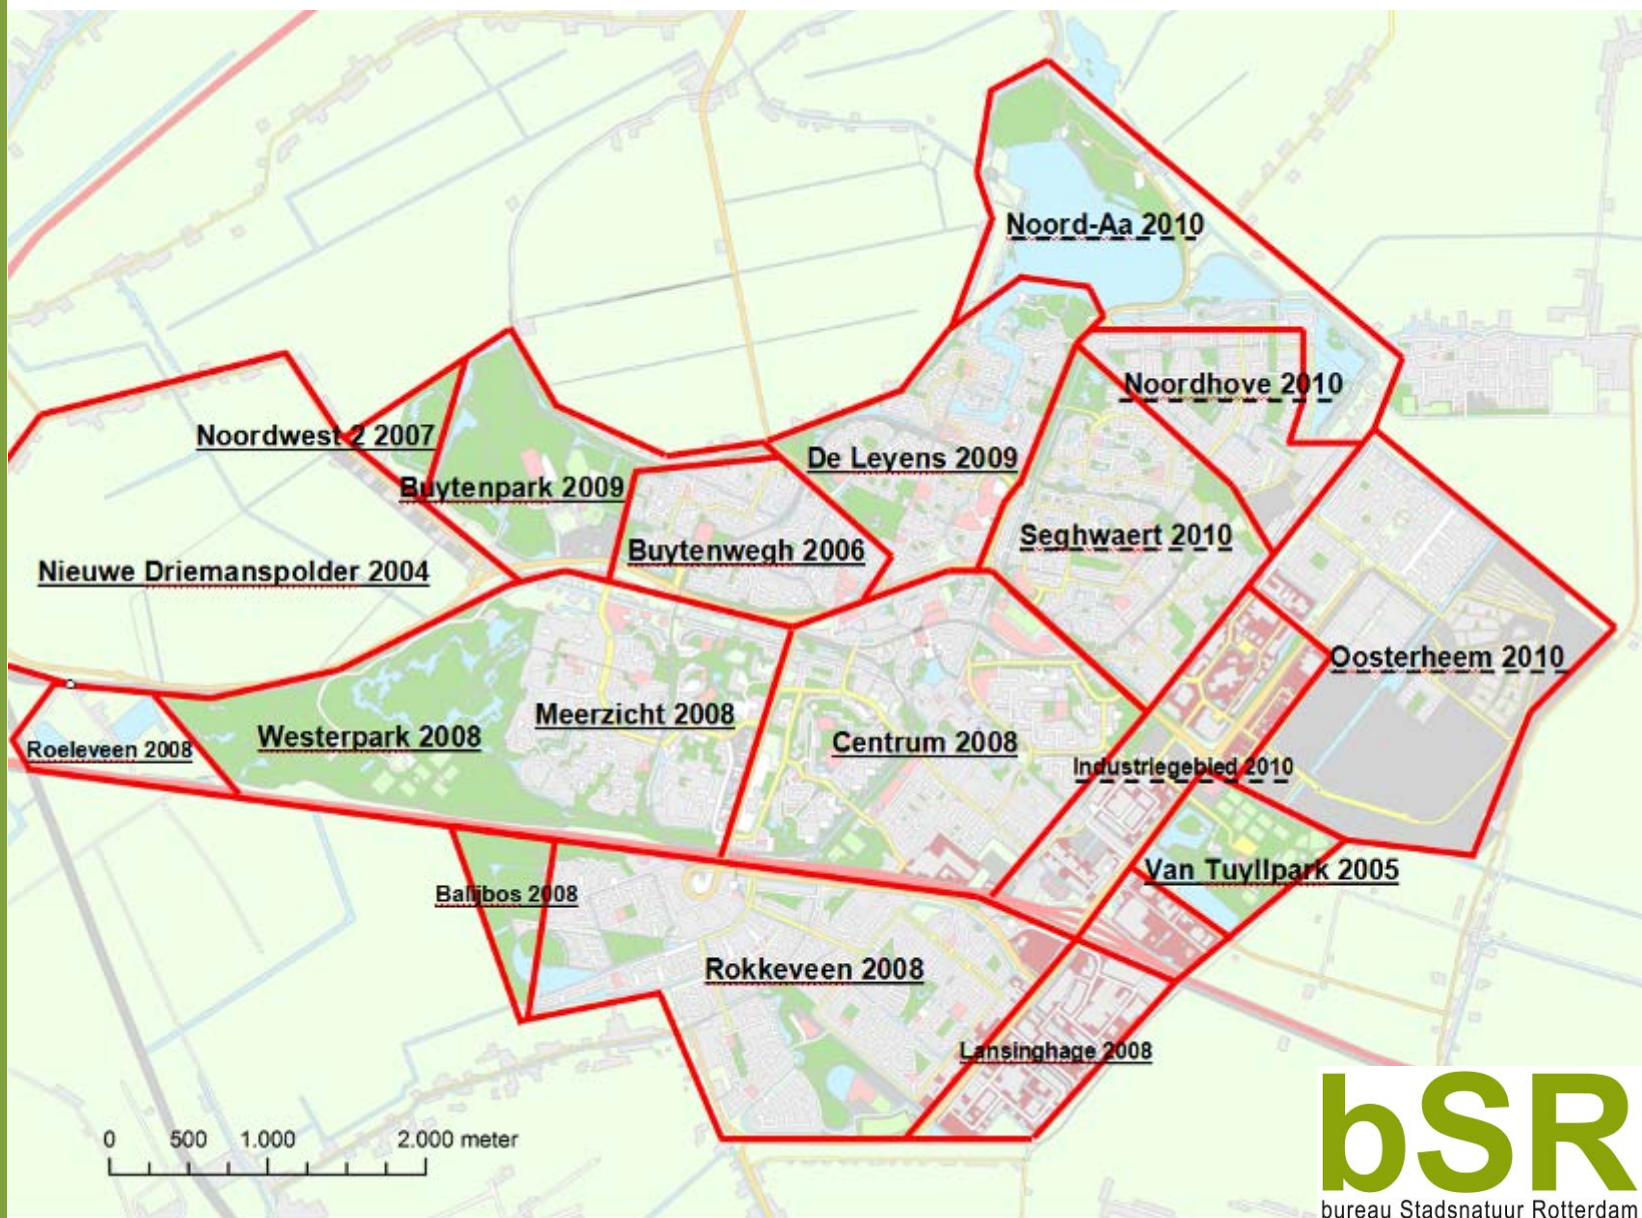 Noord-Aa 2010
Noordhove 2010
Noordwest 2 2007
De Leyens 2009
Buytenpark 2009
Seghwaert 2010
Buytenwegh 2006
Nieuwe Driemanspolder 2004
Oosterheem 2010
Meerzicht 2008
Westerpark 2008
Centrum 2008
Roeleveen 2008
Industriegebied 2010
Van Tuyllpark 2005
Balijbos 2008
Rokkeveen 2008
Lansinghage 2008
0 500 1.000 2.000 meter
bSR
bureau Stadsnatuur Rotterdam